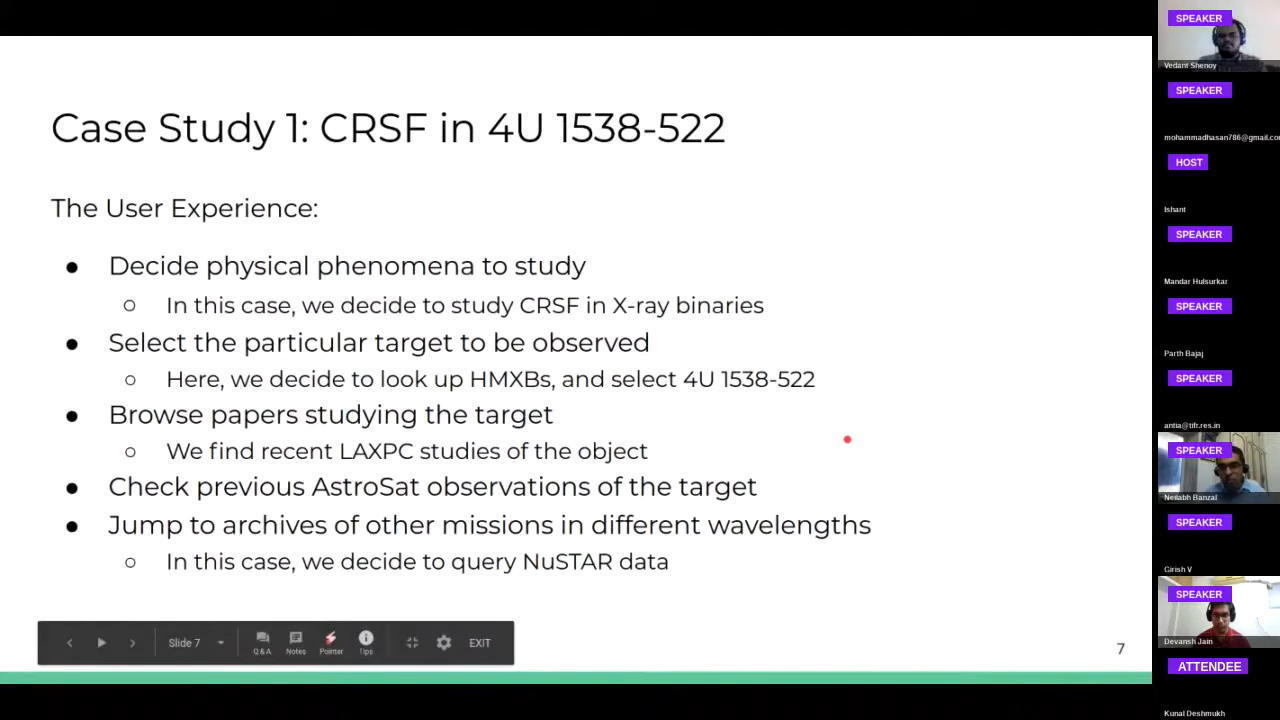 Case Study 1: CRSF in 4U 1538-522
The User Experience:
● Decide physical phenomena to study
○ In this case, we decide to study CRSF in X-ray binaries
● Select the particular target to be observed
○ Here, we decide to look up HMXBs, and select 4U 1538-522
● Browse papers studying the target
○ We find recent LAXPC studies of the object
● Check previous AstroSat observations of the target
● Jump to archives of other missions in different wavelengths
○ In this case, we decide to query NuSTAR data
Slide 7
Q & A
Notes
Pointer
Tips
EXIT
7
SPEAKER
Vedant Shenoy
SPEAKER
mohammadhasan786@gmail.co
HOST
Ishant
SPEAKER
Mandar Hulsurkar
SPEAKER
Parth Bajaj
SPEAKER
antia@tifr.res.in
SPEAKER
Neilabh Banzal
SPEAKER
Girish V
SPEAKER
Devansh Jain
ATTENDEE
Kunal Deshmukh